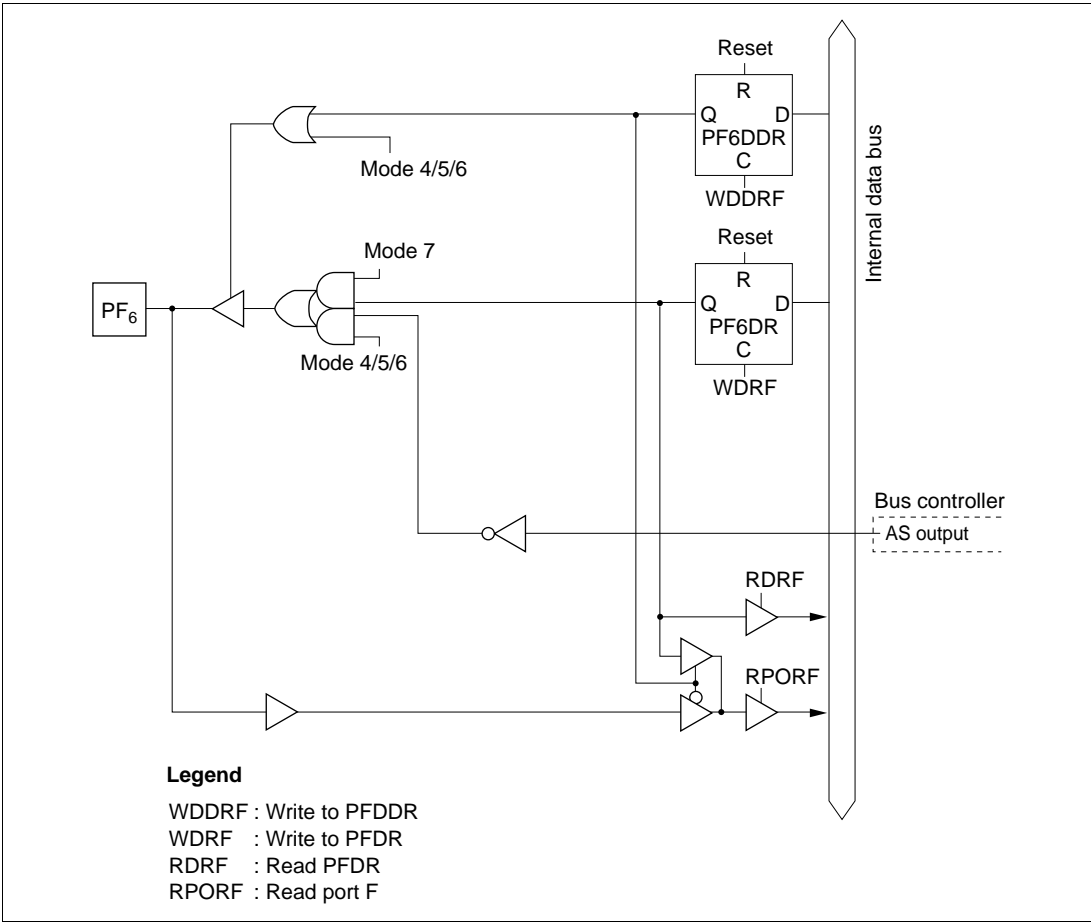 Reset
R
Q D
PF6DDR
C
WDDRF
Mode 4/5/6
Internal data bus
Reset
R
Q D
PF6DR
C
WDRF
Mode 7
PF6
Mode 4/5/6
Bus controller
AS output
RDRF
RPORF
Legend
WDDRF : Write to PFDDR
WDRF : Write to PFDR
RDRF : Read PFDR
RPORF : Read port F